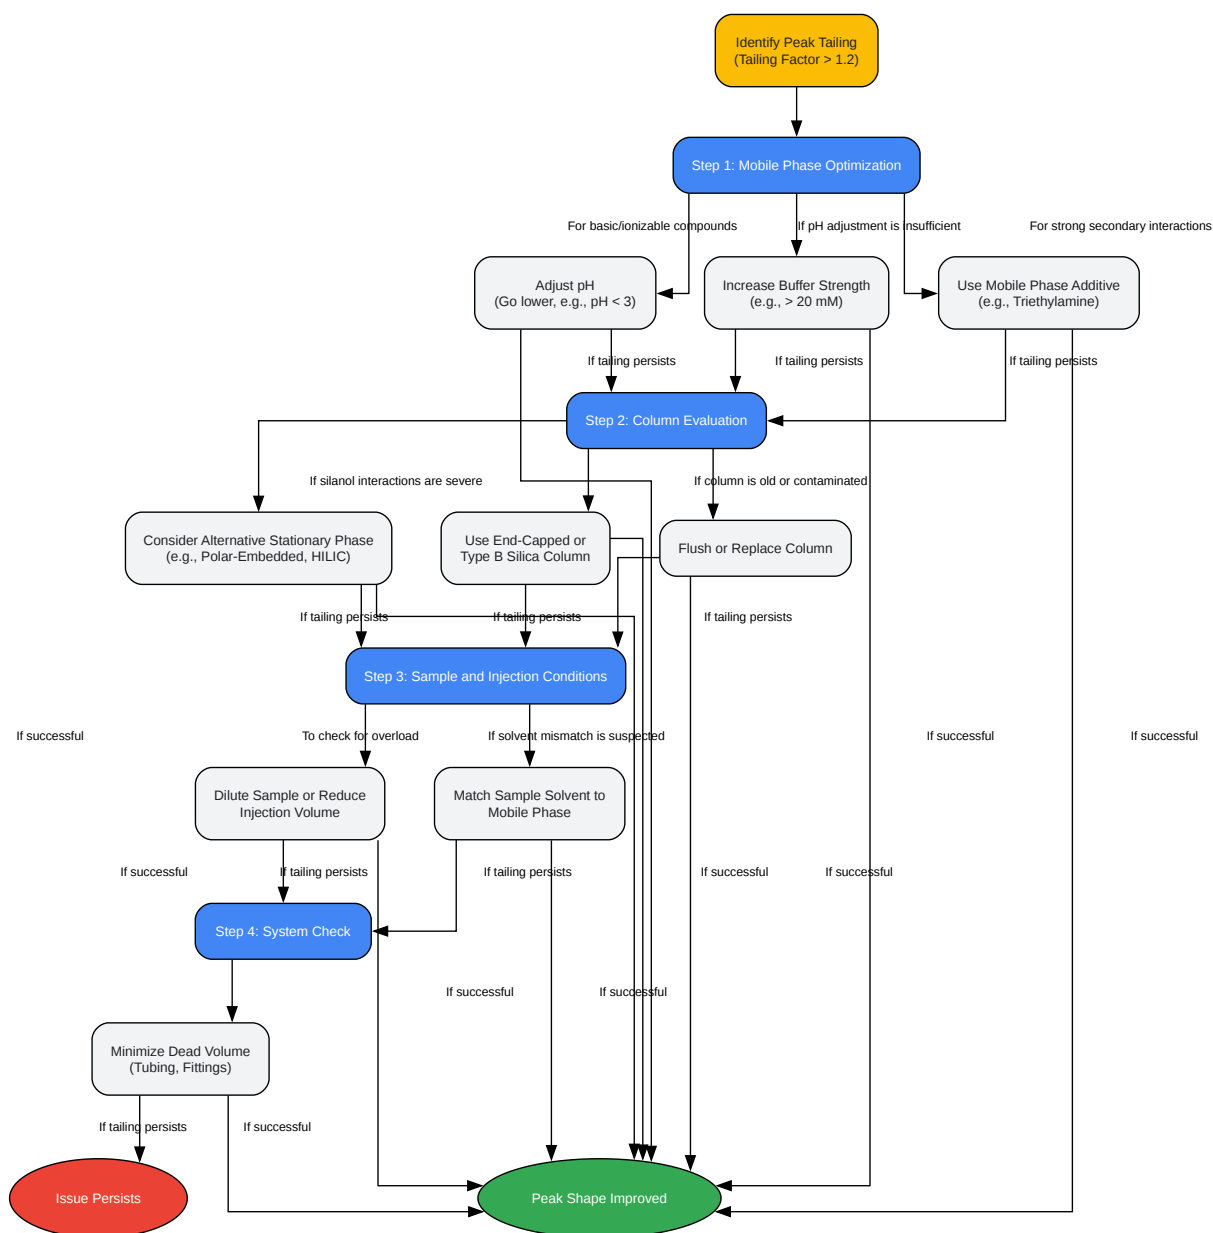 Identify Peak Tailing
(Tailing Factor > 1.2)
Step 1: Mobile Phase Optimization
For basic/ionizable compounds
If pH adjustment is insufficient
For strong secondary interactions
Adjust pH
(Go lower, e.g., pH < 3)
Increase Buffer Strength
(e.g., > 20 mM)
Use Mobile Phase Additive
(e.g., Triethylamine)
If tailing persists
If tailing persists
If tailing persists
Step 2: Column Evaluation
If silanol interactions are severe
If column is old or contaminated
Consider Alternative Stationary Phase
(e.g., Polar-Embedded, HILIC)
Use End-Capped or
Type B Silica Column
Flush or Replace Column
If tailing persists
If tailing persists
If tailing persists
Step 3: Sample and Injection Conditions
If successful
To check for overload
If solvent mismatch is suspected
If successful
If successful
Dilute Sample or Reduce
Injection Volume
Match Sample Solvent to
Mobile Phase
If successful
If tailing persists
If tailing persists
If successful
If successful
Step 4: System Check
If successful
If successful
Minimize Dead Volume
(Tubing, Fittings)
If tailing persists
If successful
Issue Persists
Peak Shape Improved